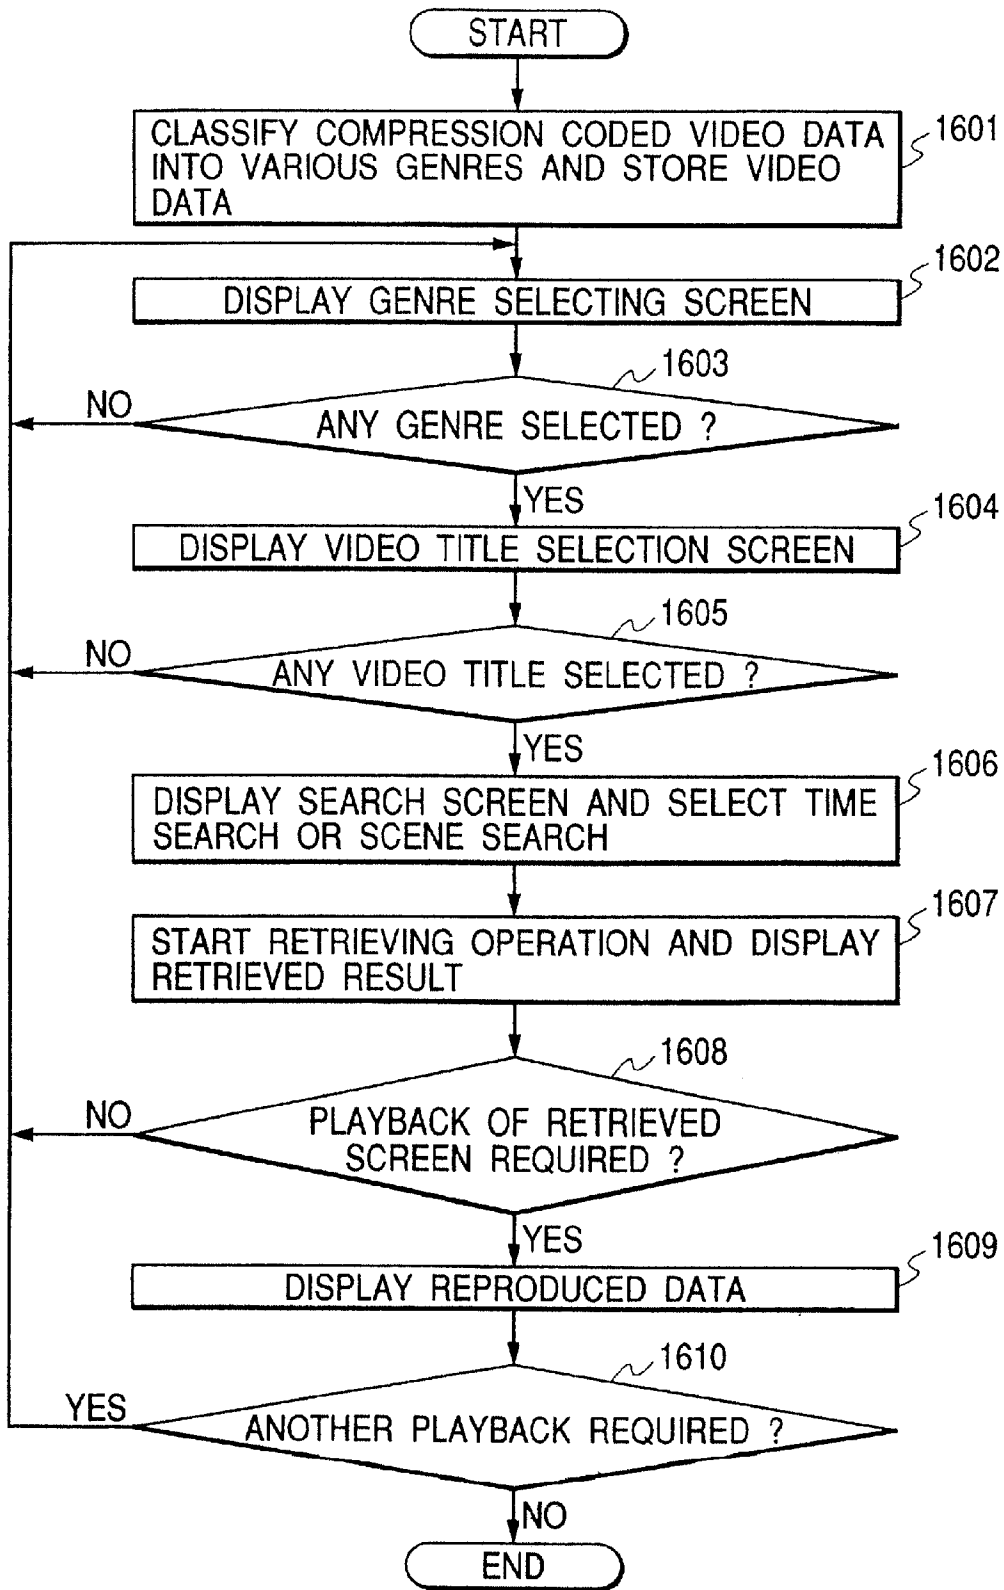 START
CLASSIFY COMPRESSION CODED VIDEO DATA
INTO VARIOUS GENRES AND STORE VIDEO
DATA
1601
DISPLAY GENRE SELECTING SCREEN
1602
1603
ANY GENRE SELECTED ?
NO
YES
DISPLAY VIDEO TITLE SELECTION SCREEN
1604
1605
ANY VIDEO TITLE SELECTED ?
NO
YES
DISPLAY SEARCH SCREEN AND SELECT TIME
SEARCH OR SCENE SEARCH
1606
START RETRIEVING OPERATION AND DISPLAY
RETRIEVED RESULT
1607
1608
PLAYBACK OF RETRIEVED
SCREEN REQUIRED ?
NO
YES
DISPLAY REPRODUCED DATA
1609
1610
ANOTHER PLAYBACK REQUIRED ?
YES
NO
END